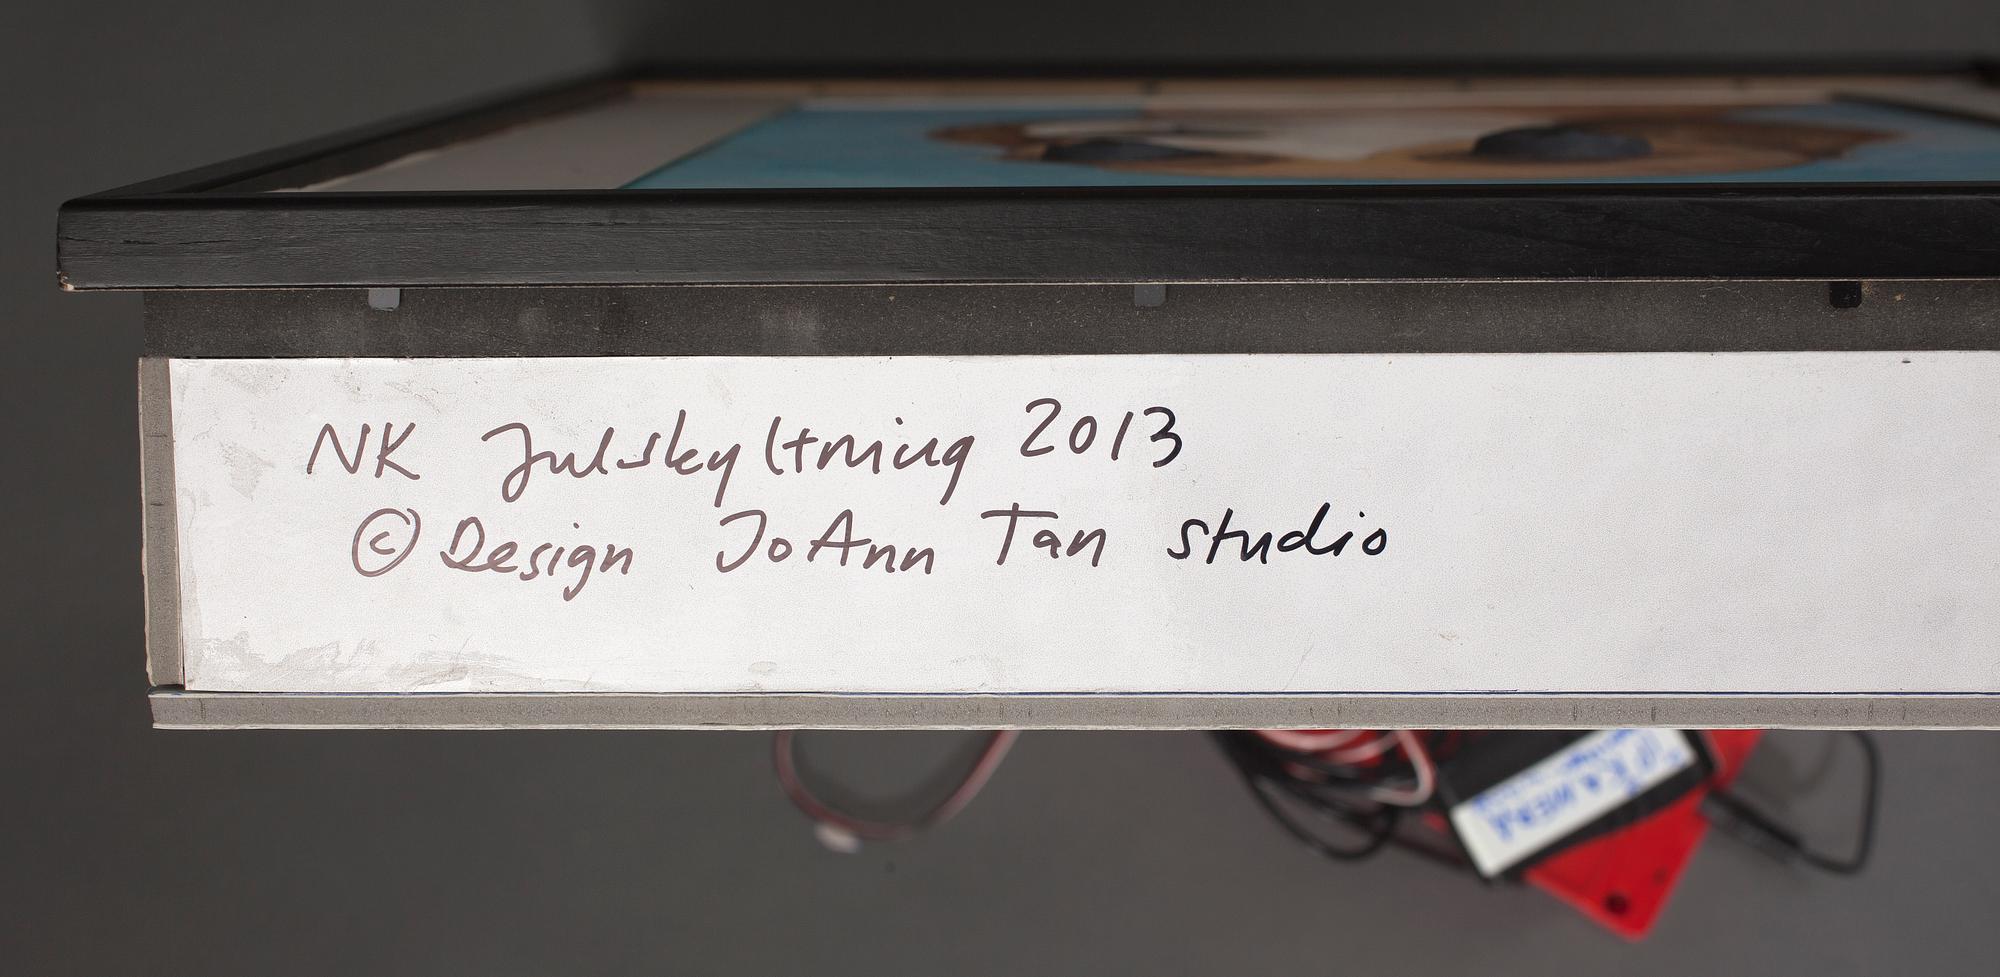 NK Julskyltning 2013
© Design JoAnn Tan studio